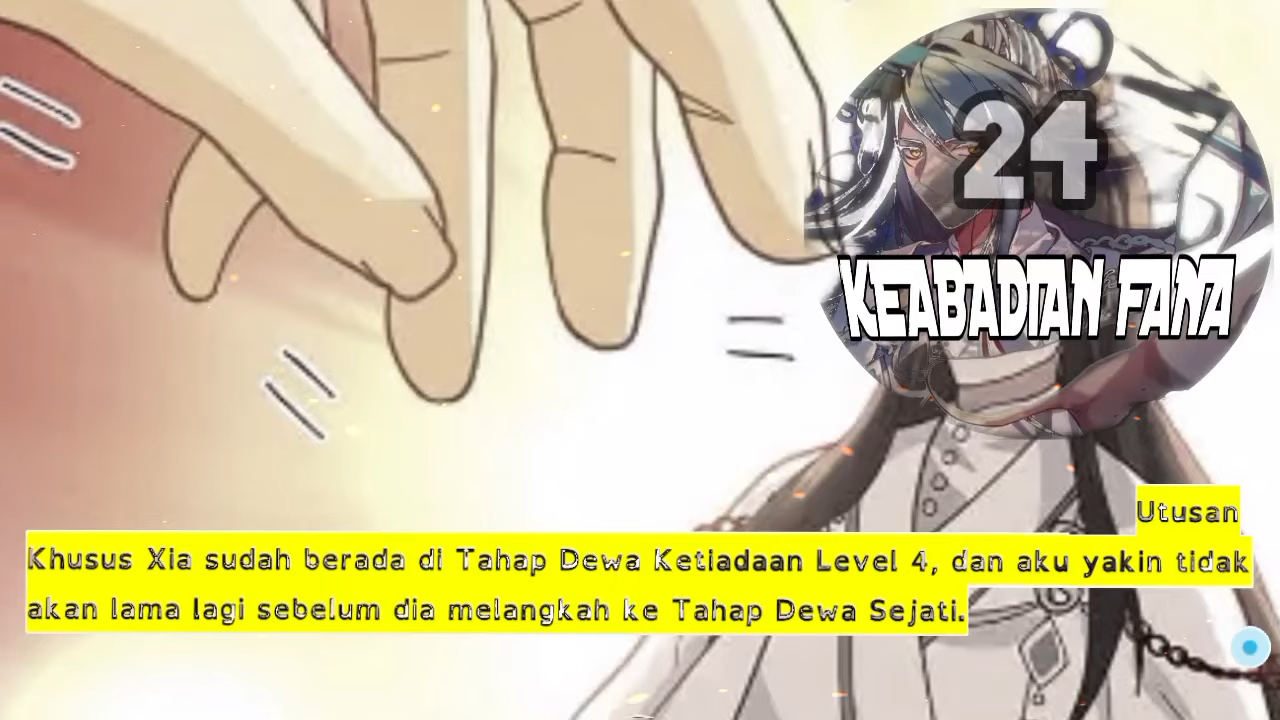 24
KEABADIAN FANA
Utusan
Khusus Xia sudah berada di Tahap Dewa Ketiadaan Level 4, dan aku yakin tidak
akan lama lagi sebelum dia melangkah ke Tahap Dewa Sejati.